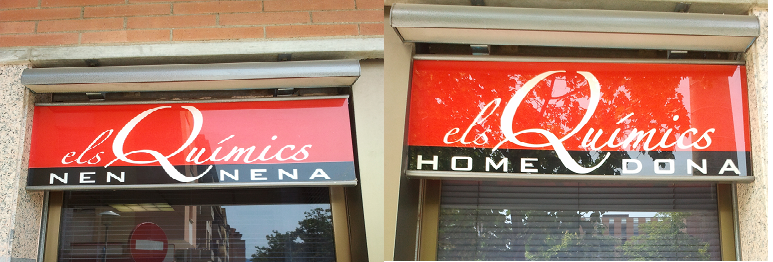 els Químics
NEN NENA
els Químics
HOME DONA